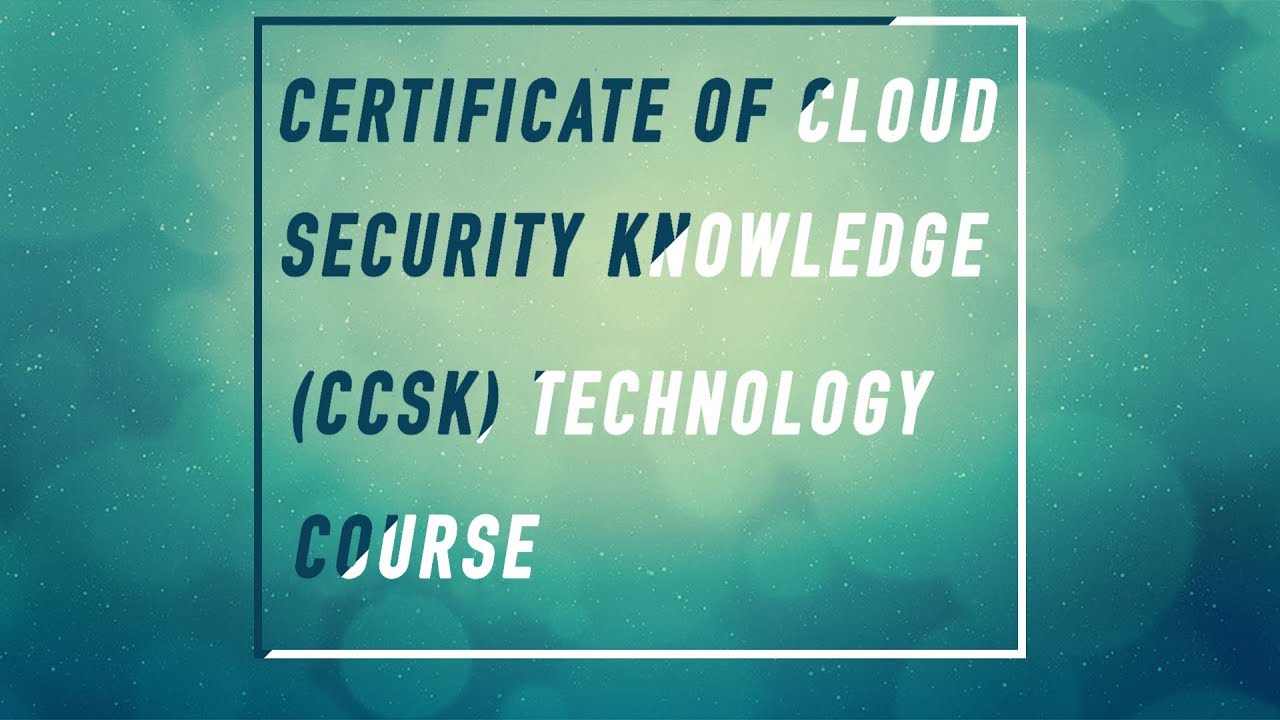 CERTIFICATE OF CLOUD
SECURITY KNOWLEDGE
(CCSK) TECHNOLOGY
COURSE